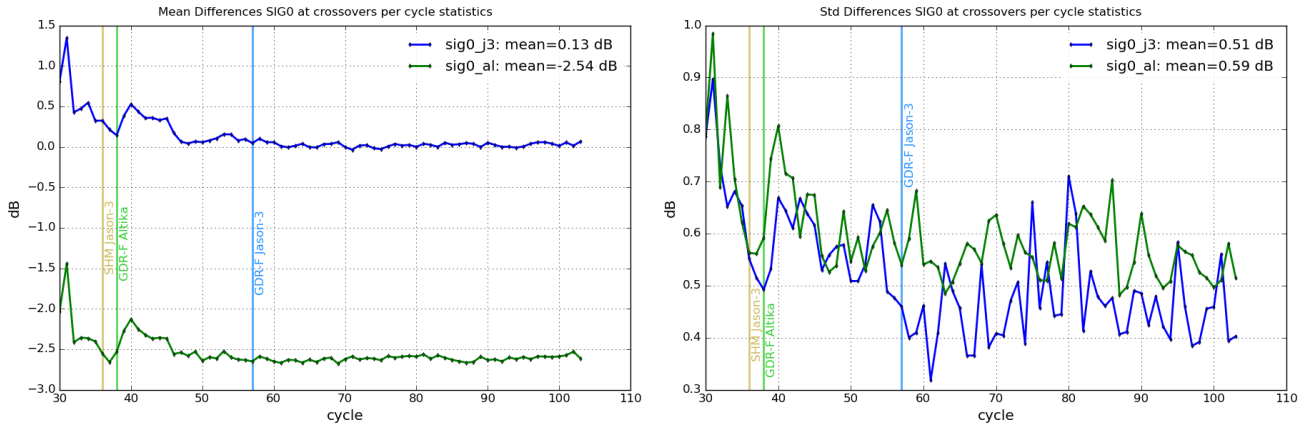 Mean Differences SIG0 at crossovers per cycle statistics
1.5
1.0
0.5
0.0
−0.5
−1.0
−1.5
−2.0
−2.5
−3.0
dB
sig0_j3: mean=0.13 dB
sig0_al: mean=-2.54 dB
SHM Jason-3
GDR-F Altika
GDR-F Jason-3
30 40 50 60 70 80 90 100 110
cycle
Std Differences SIG0 at crossovers per cycle statistics
1.0
0.9
0.8
0.7
0.6
0.5
0.4
0.3
dB
sig0_j3: mean=0.51 dB
sig0_al: mean=0.59 dB
SHM Jason-3
GDR-F Altika
GDR-F Jason-3
30 40 50 60 70 80 90 100 110
cycle